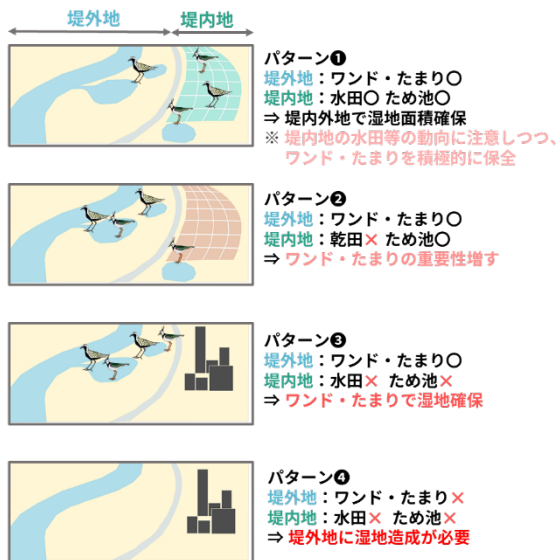 堤外地 堤内地
パターン❶
堤外地：ワンド・たまり〇
堤内地：水田〇 ため池〇
⇒ 堤内外地で湿地面積確保
※ 堤内地の水田等の動向に注意しつつ、
ワンド・たまりを積極的に保全
パターン❷
堤外地：ワンド・たまり〇
堤内地：乾田× ため池〇
⇒ ワンド・たまりの重要性増す
パターン❸
堤外地：ワンド・たまり〇
堤内地：水田× ため池×
⇒ ワンド・たまりで湿地確保
パターン❹
堤外地：ワンド・たまり×
堤内地：水田× ため池×
⇒ 堤外地に湿地造成が必要